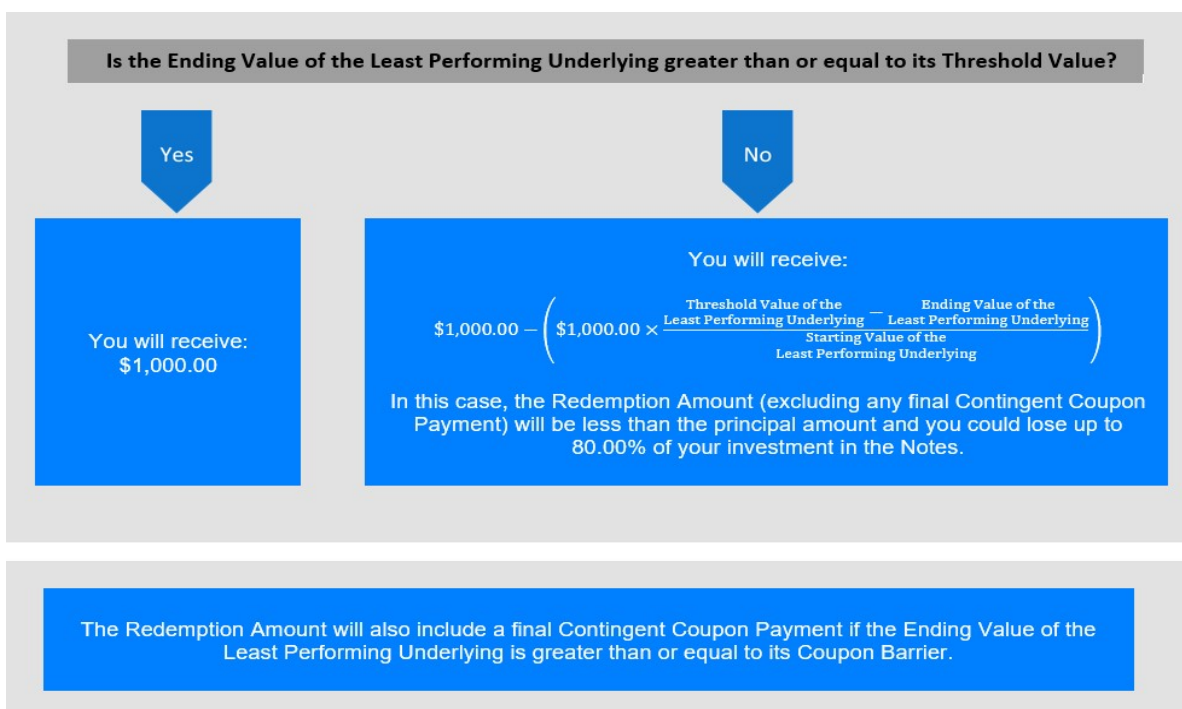 Is the Ending Value of the Least Performing Underlying greater than or equal to its Threshold Value?
Yes
No
You will receive:
$1,000.00
You will receive:
$1,000.00 − ( $1,000.00 × (Threshold Value of the Least Performing Underlying − Ending Value of the Least Performing Underlying) / Starting Value of the Least Performing Underlying )
In this case, the Redemption Amount (excluding any final Contingent Coupon
Payment) will be less than the principal amount and you could lose up to
80.00% of your investment in the Notes.
The Redemption Amount will also include a final Contingent Coupon Payment if the Ending Value of the
Least Performing Underlying is greater than or equal to its Coupon Barrier.